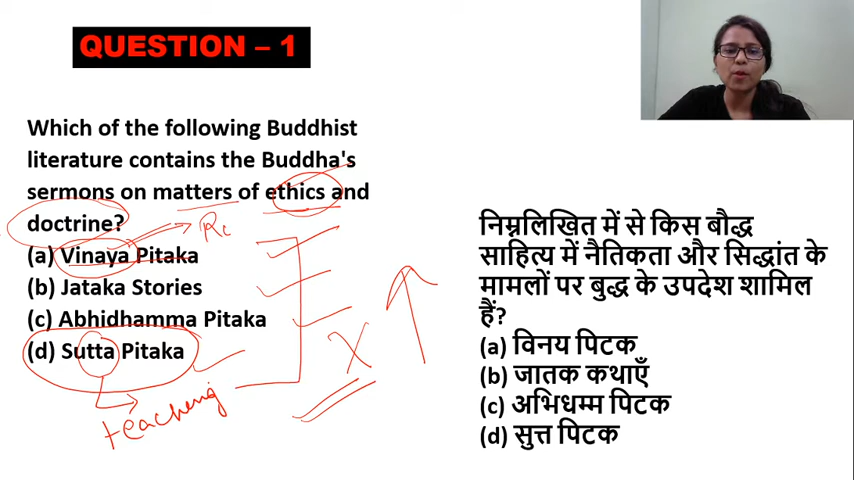 QUESTION – 1
Which of the following Buddhist
literature contains the Buddha's
sermons on matters of ethics and
doctrine?
(a) Vinaya Pitaka
(b) Jataka Stories
(c) Abhidhamma Pitaka
(d) Sutta Pitaka
teaching
निम्नलिखित में से किस बौद्ध
साहित्य में नैतिकता और सिद्धांत के
मामलों पर बुद्ध के उपदेश शामिल
हैं?
(a) विनय पिटक
(b) जातक कथाएँ
(c) अभिधम्म पिटक
(d) सुत्त पिटक